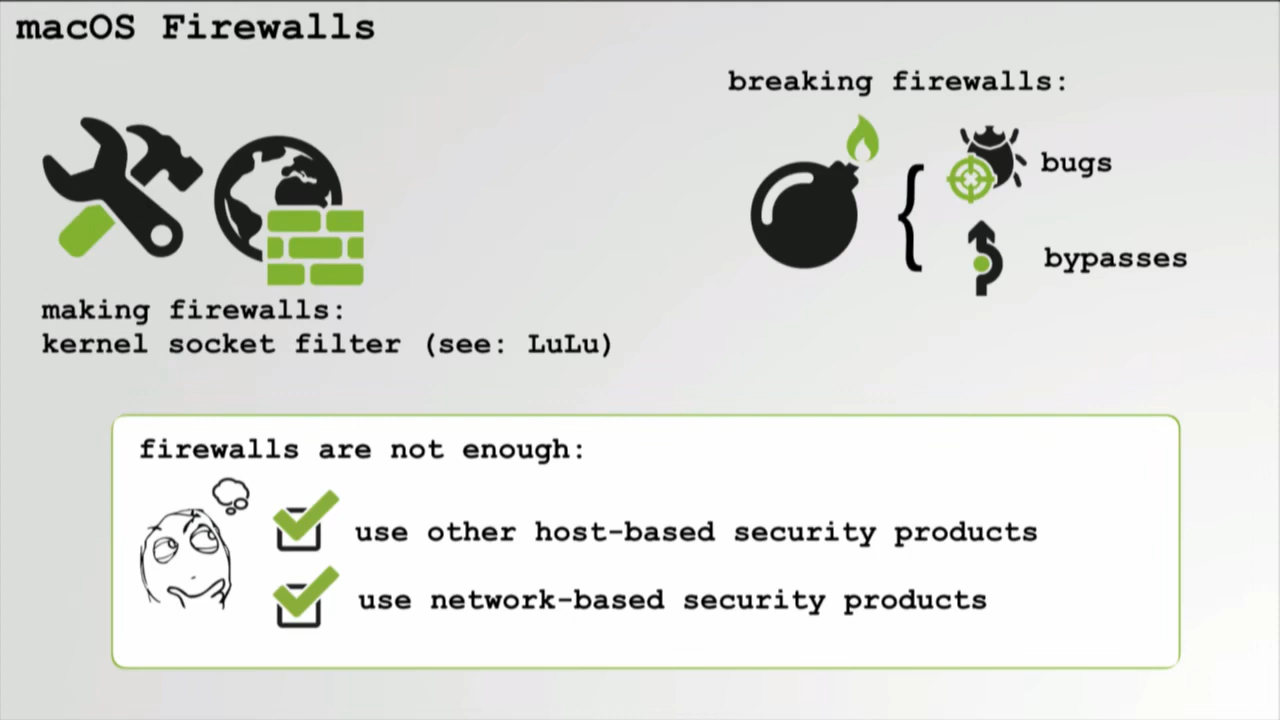 macOS Firewalls
breaking firewalls:
bugs
bypasses
making firewalls:
kernel socket filter (see: LuLu)
firewalls are not enough:
use other host-based security products
use network-based security products